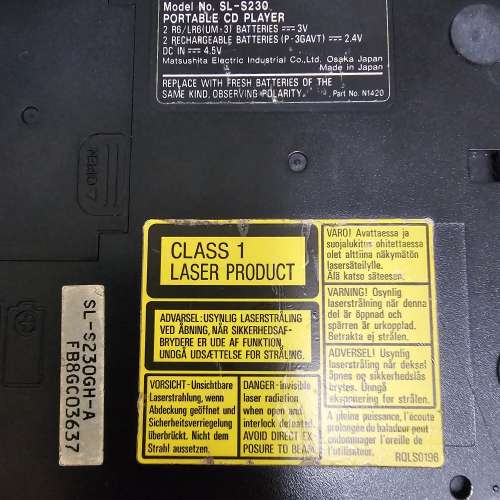 Model No. SL-S230
PORTABLE CD PLAYER
2 R6/LR6(UM-3) BATTERIES ⎓ 3V
2 RECHARGEABLE BATTERIES (P-3GAVT) ⎓ 2.4V
DC IN ⎓ 4.5V
Matsushita Electric Industrial Co.,Ltd. Osaka Japan
Made in Japan
REPLACE WITH FRESH BATTERIES OF THE
SAME KIND, OBSERVING POLARITY.
Part No. N1420
OPEN
CLASS 1
LASER PRODUCT
ADVARSEL: USYNLIG LASERSTRÅLING
VED ÅBNING, NÅR SIKKERHEDSAF-
BRYDERE ER UDE AF FUNKTION.
UNDGÅ UDSÆTTELSE FOR STRÅLING.
VORSICHT-Unsichtbare
Laserstrahlung, wenn
Abdeckung geöffnet und
Sicherheitsverriegelung
überbrückt. Nicht dem
Strahl aussetzen.
DANGER-Invisible
laser radiation
when open and
interlock defeated.
AVOID DIRECT EX-
POSURE TO BEAM.
VARO! Avattaessa ja
suojalukitus ohitettaessa
olet alttiina näkymätön
lasersäteilylle.
Älä katso säteeseen.
VARNING! Osynlig
laserstrålning när denna
del är öppnad och
spärren är urkopplad.
Betrakta ej strålen.
ADVERSEL! Usynlig
laserstråling når deksel
åpnes og sikkerhedslås
brytes. Unngå
eksponering for strålen.
A pleine puissance, l'écoute
prolongée du baladeur peut
endommager l'oreille de
l'utilisateur.
RQLS0196
SL-S230GH-A
FB8GC03637